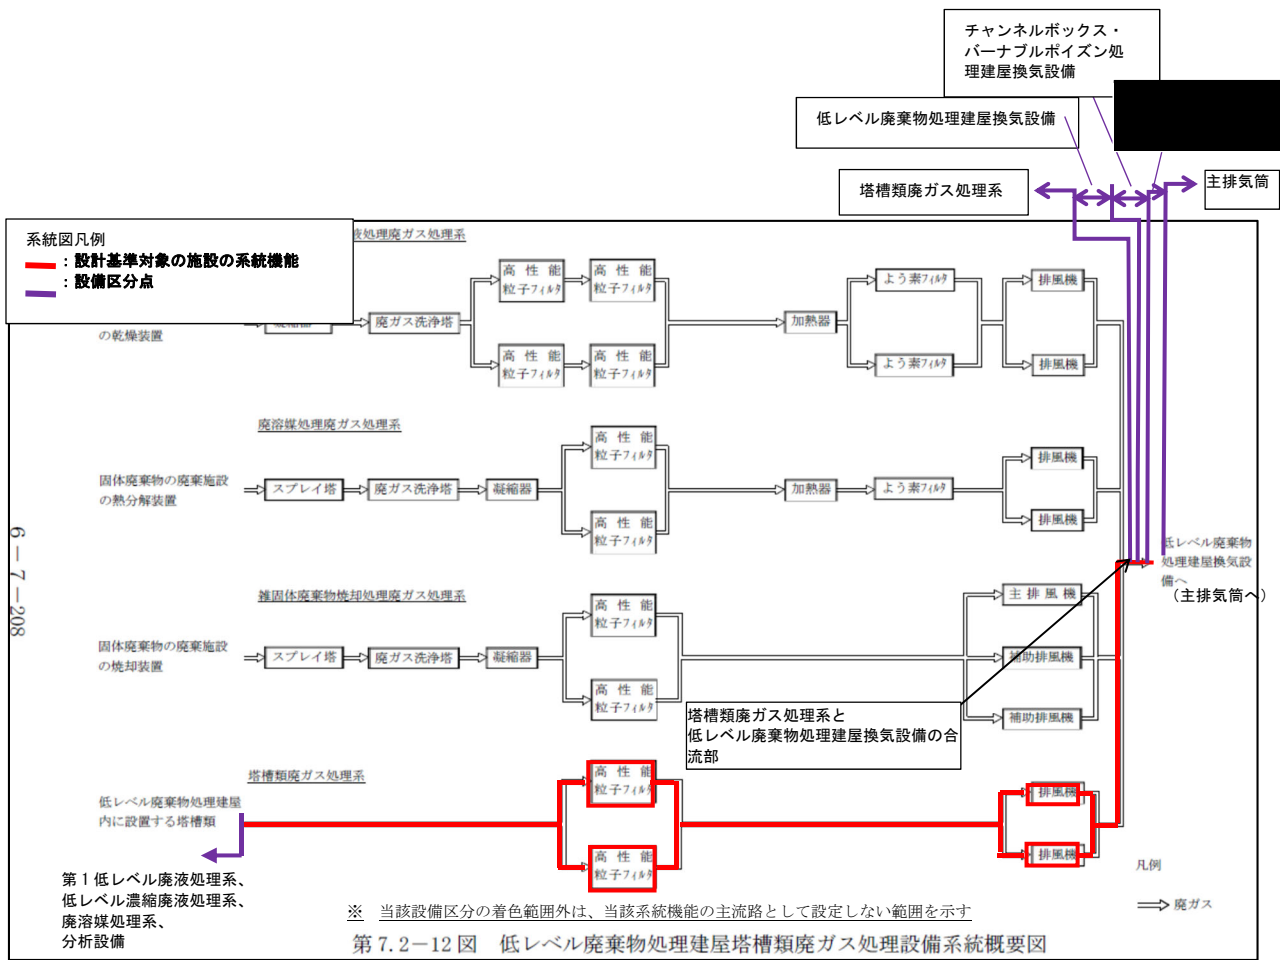 チャンネルボックス・
バーナブルポイズン処
理建屋換気設備
低レベル廃棄物処理建屋換気設備
塔槽類廃ガス処理系
主排気筒
系統図凡例
：設計基準対象の施設の系統機能
：設備区分点
液処理廃ガス処理系
の乾燥装置
廃ガス洗浄塔
高性能
粒子フィルタ
高性能
粒子フィルタ
高性能
粒子フィルタ
高性能
粒子フィルタ
加熱器
よう素フィルタ
よう素フィルタ
排風機
排風機
廃溶媒処理廃ガス処理系
固体廃棄物の廃棄施設
の熱分解装置
スプレイ塔
廃ガス洗浄塔
凝縮器
高性能
粒子フィルタ
高性能
粒子フィルタ
加熱器
よう素フィルタ
排風機
排風機
低レベル廃棄物
処理建屋換気設
備へ
（主排気筒へ）
雑固体廃棄物焼却処理廃ガス処理系
固体廃棄物の廃棄施設
の焼却装置
スプレイ塔
廃ガス洗浄塔
凝縮器
高性能
粒子フィルタ
高性能
粒子フィルタ
主排風機
補助排風機
補助排風機
塔槽類廃ガス処理系と
低レベル廃棄物処理建屋換気設備の合
流部
塔槽類廃ガス処理系
低レベル廃棄物処理建屋
内に設置する塔槽類
高性能
粒子フィルタ
高性能
粒子フィルタ
排風機
排風機
第１低レベル廃液処理系、
低レベル濃縮廃液処理系、
廃溶媒処理系、
分析設備
凡例
廃ガス
※　当該設備区分の着色範囲外は、当該系統機能の主流路として設定しない範囲を示す
第7.2－12図　低レベル廃棄物処理建屋塔槽類廃ガス処理設備系統概要図
6－7－208